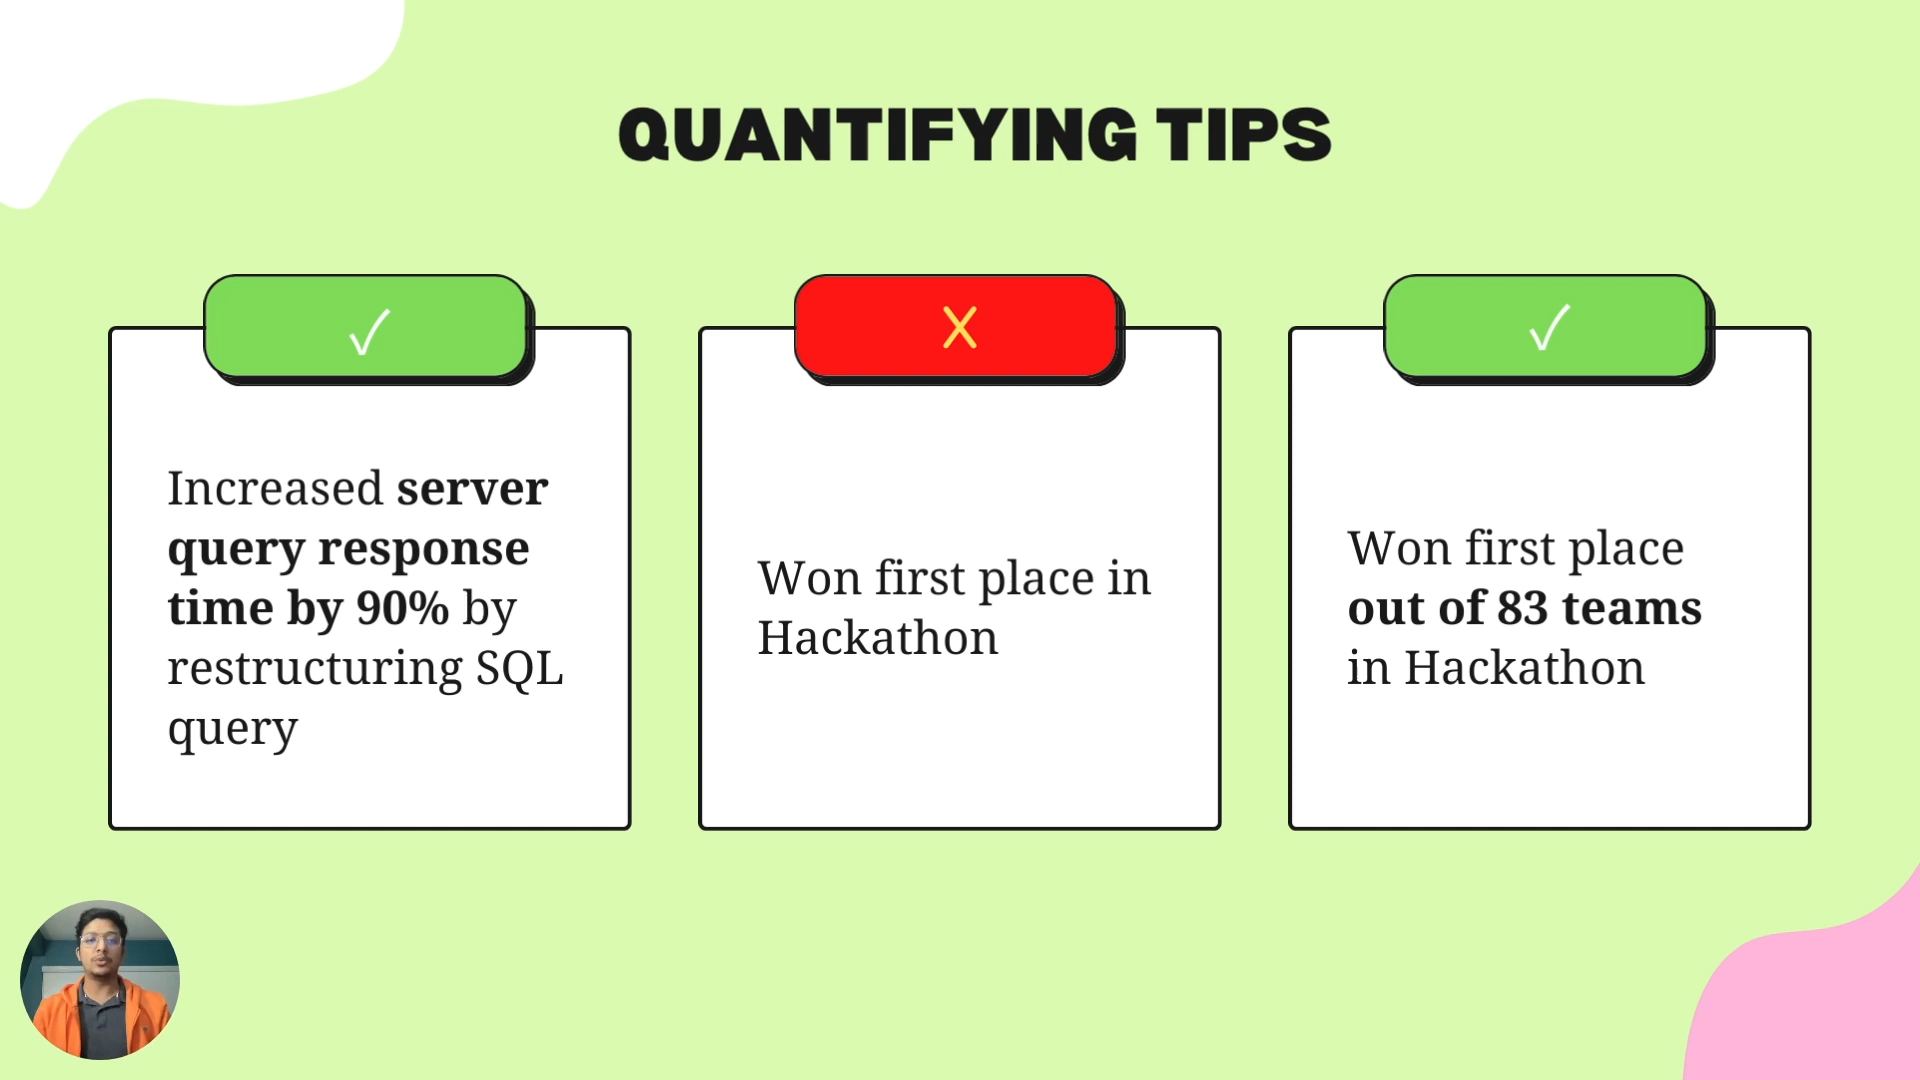 QUANTIFYING TIPS
✓
Increased server
query response
time by 90% by
restructuring SQL
query
X
Won first place in
Hackathon
✓
Won first place
out of 83 teams
in Hackathon